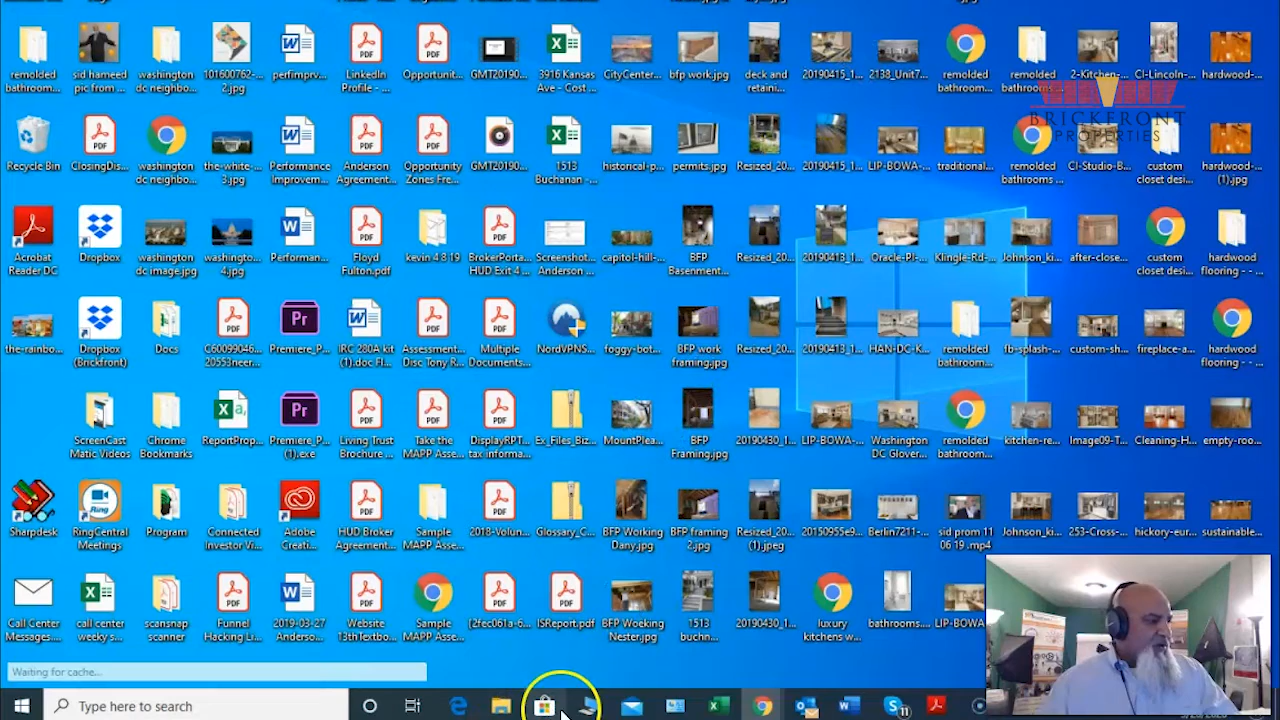 remolded bathroom...
sid hameed pic from ...
washington dc neighbo...
101600762-... 2.jpg
perfimprv...
LinkedIn Profile - ...
Opportunit...
GMT20190...
3916 Kansas Ave - Cost ...
CityCenter...
bfp work.jpg
deck and retaini...
20190415_1...
2138_Unit7...
remolded bathroom...
remolded bathrooms...
2-Kitchen-...
CI-Lincoln-...
hardwood-...
BRICKFRONT
PROPERTIES
Recycle Bin
ClosingDis...
washington dc neighbo...
the-white-... 3.jpg
Performance Improvem...
Anderson Agreement...
Opportunity Zones Fre...
GMT20190...
1513 Buchanan -...
historical-p...
permits.jpg
Resized_20...
20190415_1...
LIP-BOWA-...
traditional...
remolded bathrooms ...
CI-Studio-B...
custom closet desi...
hardwood-... (1).jpg
Acrobat Reader DC
Dropbox
washington dc image.jpg
washington... 4.jpg
Performan...
Floyd Fulton.pdf
kevin 4 8 19
BrokerPorta... HUD Exit 4 ...
Screenshot... Anderson ...
capitol-hill-...
BFP Basenment...
Resized_20...
20190413_1...
Oracle-PJ-...
Klingle-Rd-...
Johnson_ki...
after-close...
custom closet desi...
hardwood flooring - - ...
the-rainbo...
Dropbox (Brickfront)
Docs
C60099046... 20553neer...
Premiere_P...
IRC 280A kit (1).doc Fl...
Assessment... Disc Tony R...
Multiple Documents...
NordVPNS...
foggy-bot...
BFP work framing.jpg
Resized_20...
20190413_1...
HAN-DC-K...
remolded bathroom...
fb-splash-...
custom-sh...
fireplace-a...
hardwood flooring - - ...
ScreenCast Matic Videos
Chrome Bookmarks
ReportProp...
Premiere_P... (1).exe
Living Trust Brochure ...
Take the MAPP Asse...
DisplayRPT... tax informa...
Ex_Files_Biz...
MountPlea...
BFP Framing.jpg
20190430_1...
LIP-BOWA-...
Washington DC Glover...
remolded bathroom...
kitchen-re...
Image09-T...
Cleaning-H...
empty-roo...
Sharpdesk
RingCentral Meetings
Program
Connected Investor Vi...
Adobe Creati...
HUD Broker Agreement...
Sample MAPP Asse...
2018-Volun...
Glossary_C...
BFP Working Dany.jpg
BFP framing 2.jpg
Resized_20... (1).jpeg
20150955e9...
Berlin7211-...
sid prom 11 06 19 .mp4
Johnson_ki...
253-Cross-...
hickory-eur...
sustainable...
Call Center Messages...
call center weekly s...
scansnap scanner
Funnel Hacking Li...
2019-03-27 Anderso...
Website 13thTextbo...
Sample MAPP Asse...
[2fec061a-6...
ISReport.pdf
BFP Woeking Nester.jpg
1513 buchn...
20190430_1...
luxury kitchens w...
bathrooms....
LIP-BOWA
Waiting for cache...
Type here to search
11